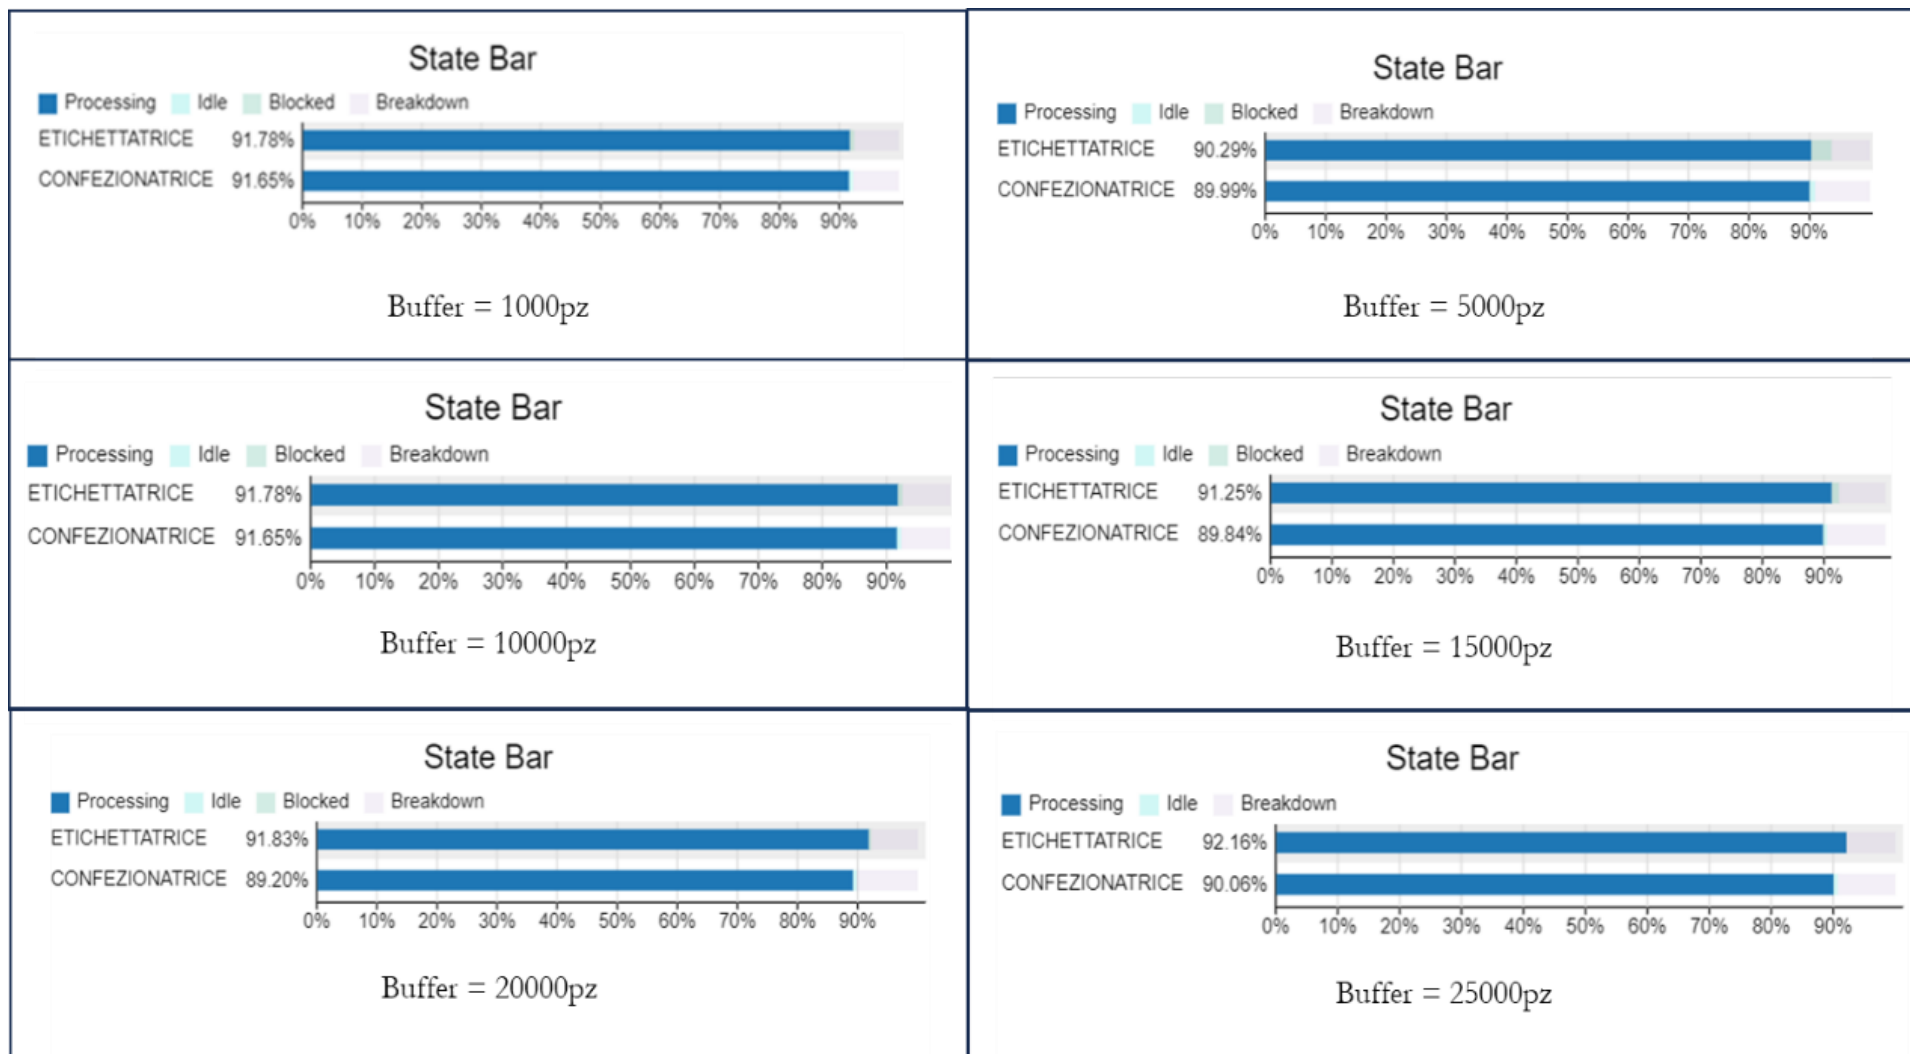 State Bar
Processing Idle Blocked Breakdown
ETICHETTATRICE 91.78%
CONFEZIONATRICE 91.65%
0% 10% 20% 30% 40% 50% 60% 70% 80% 90%
Buffer = 1000pz
State Bar
Processing Idle Blocked Breakdown
ETICHETTATRICE 90.29%
CONFEZIONATRICE 89.99%
0% 10% 20% 30% 40% 50% 60% 70% 80% 90%
Buffer = 5000pz
State Bar
Processing Idle Blocked Breakdown
ETICHETTATRICE 91.78%
CONFEZIONATRICE 91.65%
0% 10% 20% 30% 40% 50% 60% 70% 80% 90%
Buffer = 10000pz
State Bar
Processing Idle Blocked Breakdown
ETICHETTATRICE 91.25%
CONFEZIONATRICE 89.84%
0% 10% 20% 30% 40% 50% 60% 70% 80% 90%
Buffer = 15000pz
State Bar
Processing Idle Blocked Breakdown
ETICHETTATRICE 91.83%
CONFEZIONATRICE 89.20%
0% 10% 20% 30% 40% 50% 60% 70% 80% 90%
Buffer = 20000pz
State Bar
Processing Idle Breakdown
ETICHETTATRICE 92.16%
CONFEZIONATRICE 90.06%
0% 10% 20% 30% 40% 50% 60% 70% 80% 90%
Buffer = 25000pz